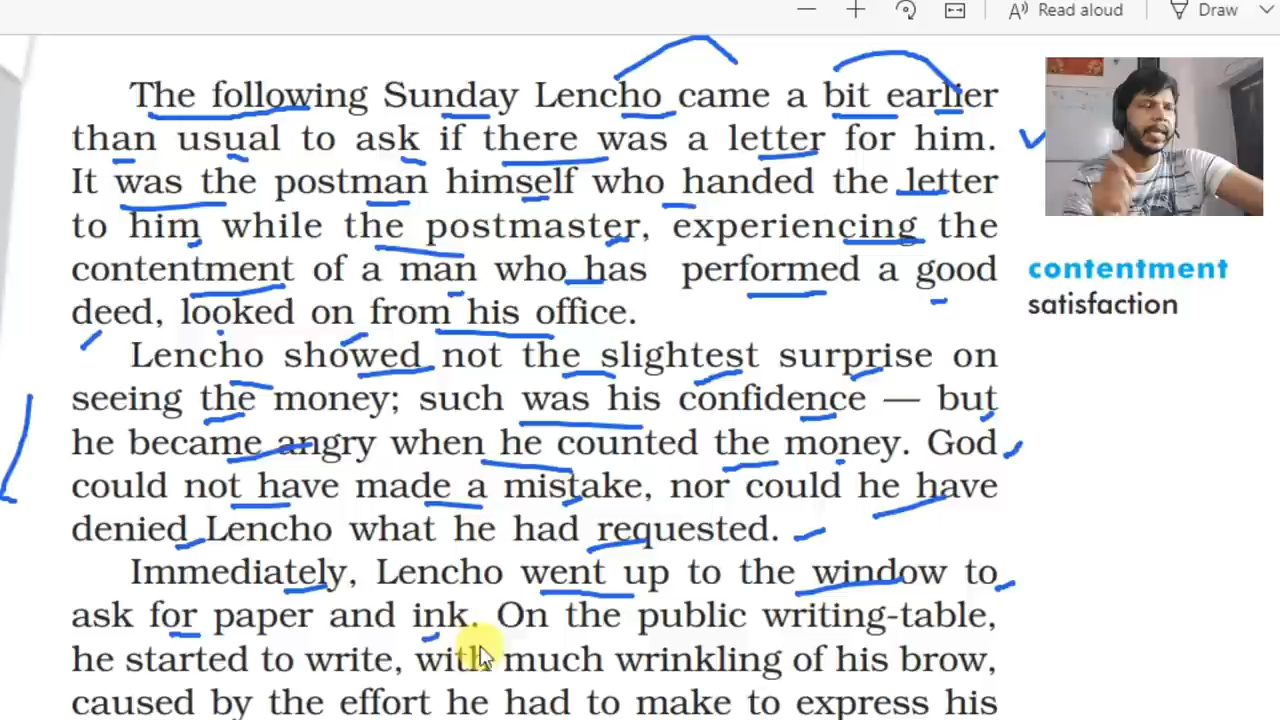 Read aloud
Draw
The following Sunday Lencho came a bit earlier
than usual to ask if there was a letter for him.
It was the postman himself who handed the letter
to him while the postmaster, experiencing the
contentment of a man who has performed a good
deed, looked on from his office.
contentment
satisfaction
Lencho showed not the slightest surprise on
seeing the money; such was his confidence — but
he became angry when he counted the money. God
could not have made a mistake, nor could he have
denied Lencho what he had requested.
Immediately, Lencho went up to the window to
ask for paper and ink. On the public writing-table,
he started to write, with much wrinkling of his brow,
caused by the effort he had to make to express his